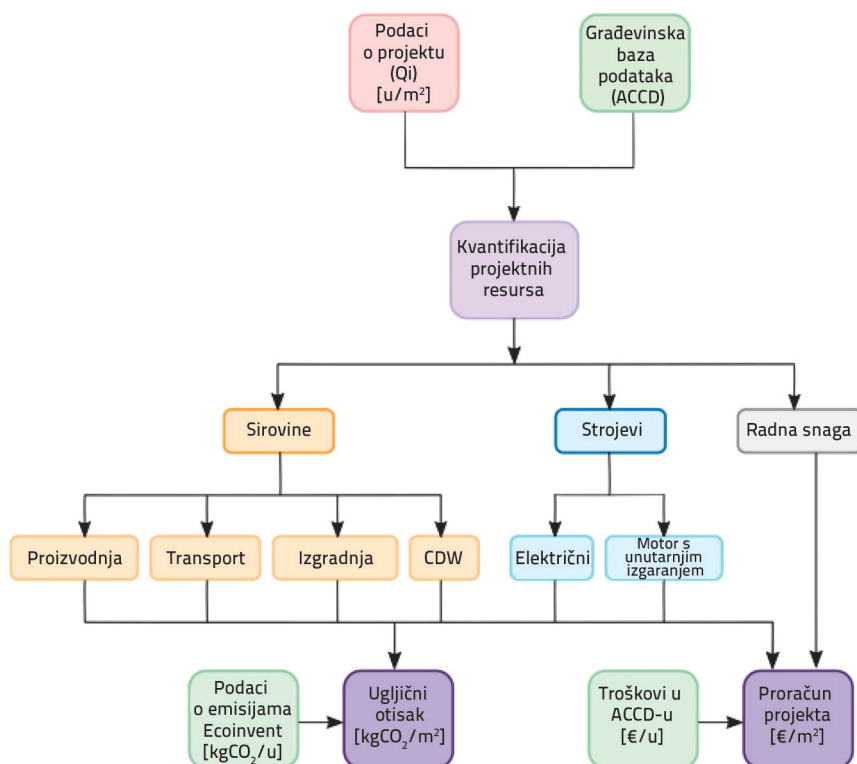 Podaci
o projektu
(Qi)
[u/m²]
Građevinska
baza
podataka
(ACCD)
Kvantifikacija
projektnih
resursa
Sirovine
Strojevi
Radna snaga
Proizvodnja
Transport
Izgradnja
CDW
Električni
Motor s
unutarnjim
izgaranjem
Podaci
o emisijama
Ecoinvent
[kgCO₂/u]
Ugljični
otisak
[kgCO₂/m²]
Troškovi u
ACCD-u
[€/u]
Proračun
projekta
[€/m²]